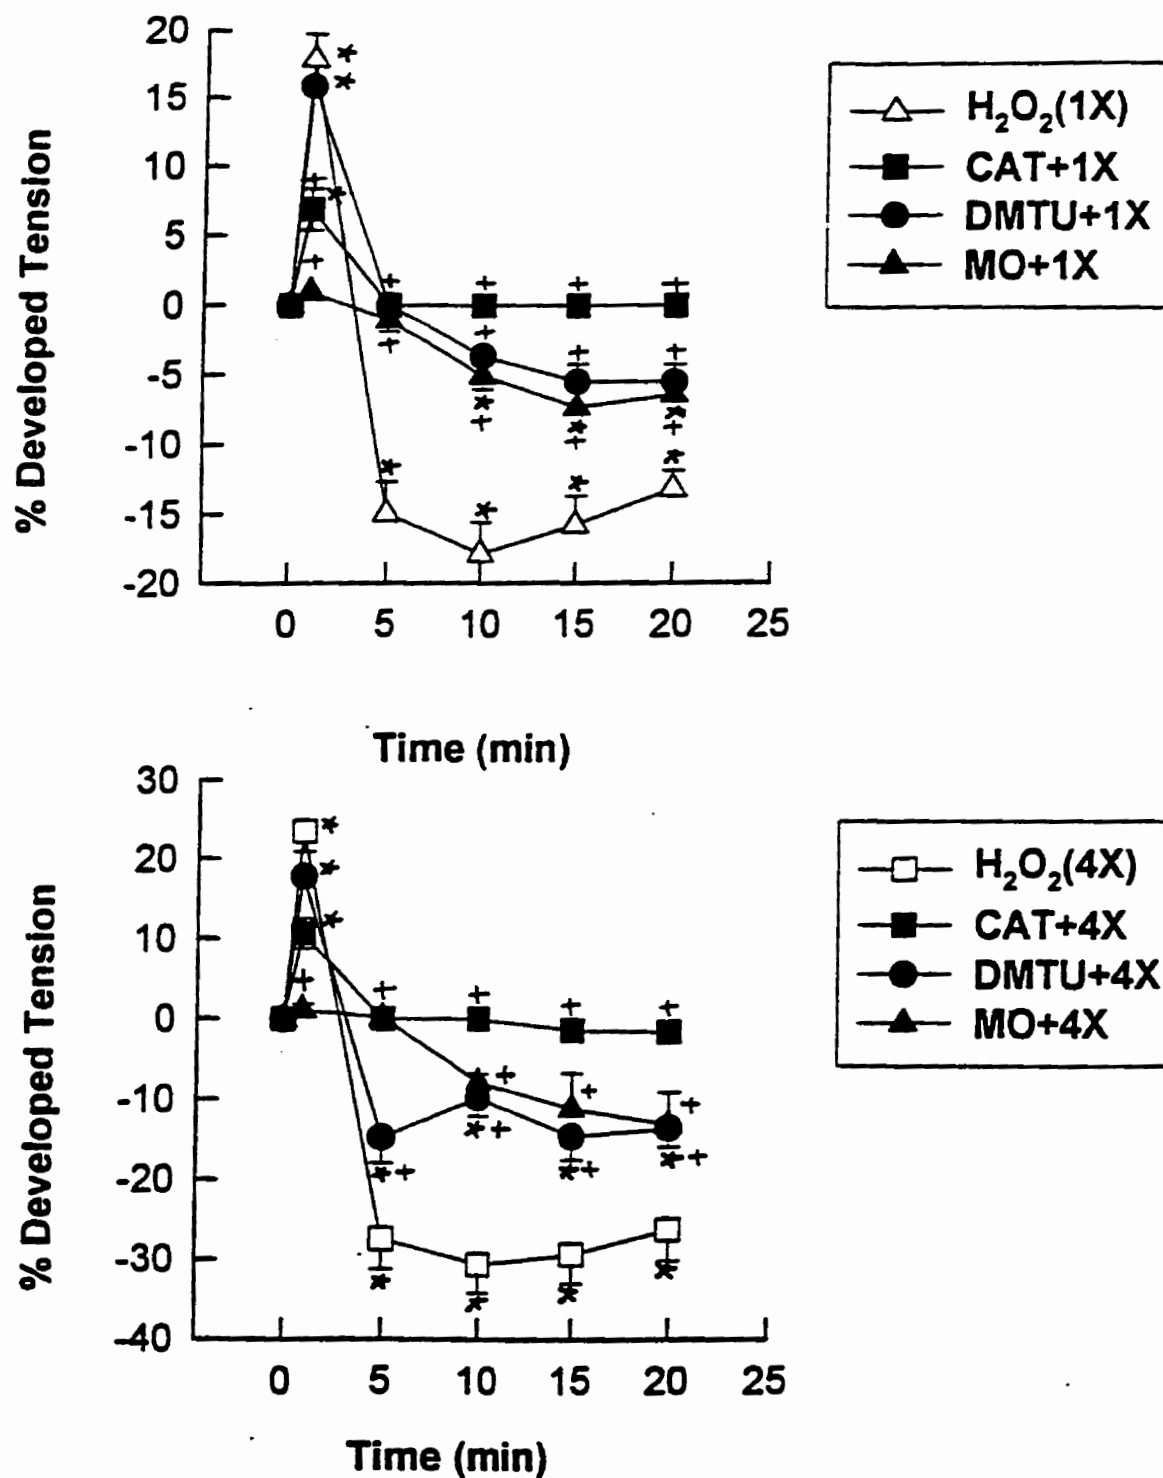 % Developed Tension
20
15
10
5
0
-5
-10
-15
-20
0 5 10 15 20 25
Time (min)
H₂O₂(1X)
CAT+1X
DMTU+1X
MO+1X
% Developed Tension
30
20
10
0
-10
-20
-30
-40
0 5 10 15 20 25
Time (min)
H₂O₂(4X)
CAT+4X
DMTU+4X
MO+4X